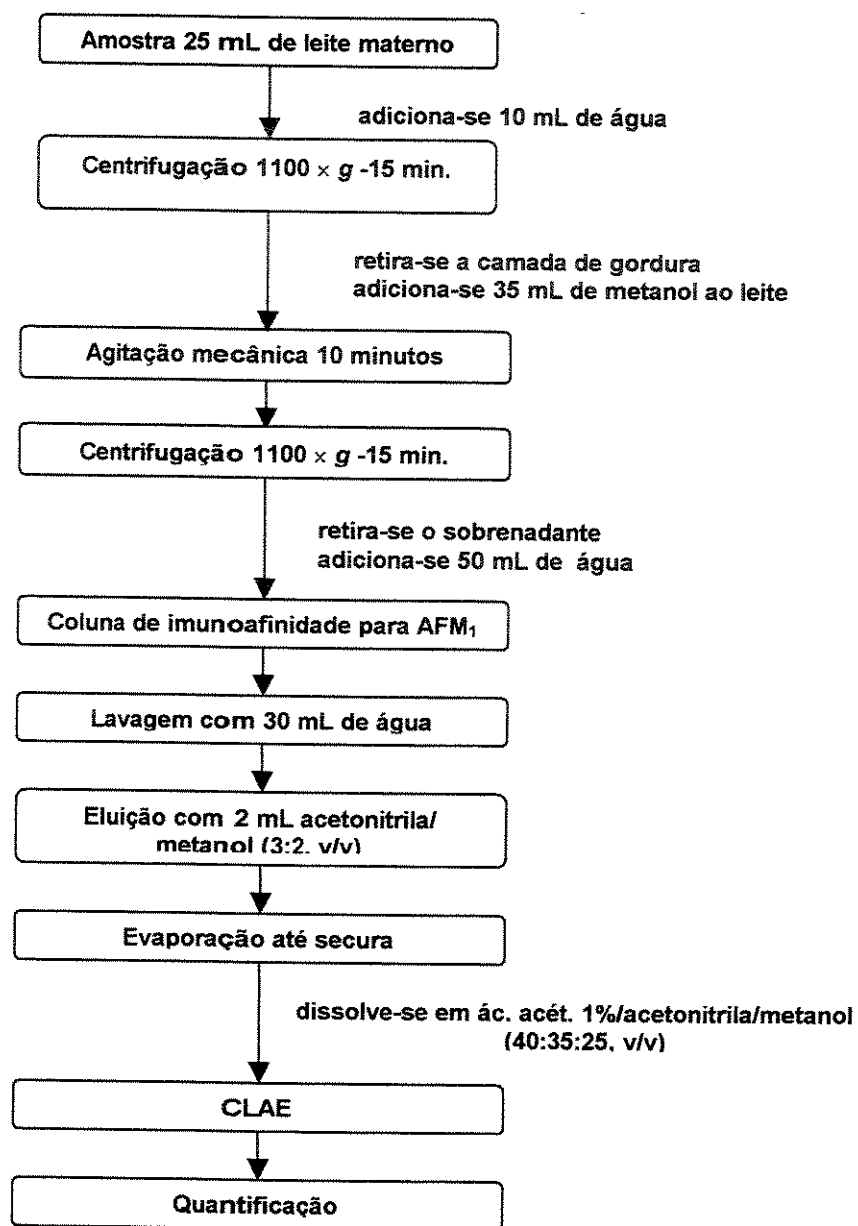 Amostra 25 mL de leite materno
adiciona-se 10 mL de água
Centrifugação 1100 × g -15 min.
retira-se a camada de gordura
adiciona-se 35 mL de metanol ao leite
Agitação mecânica 10 minutos
Centrifugação 1100 × g -15 min.
retira-se o sobrenadante
adiciona-se 50 mL de água
Coluna de imunoafinidade para AFM₁
Lavagem com 30 mL de água
Eluição com 2 mL acetonitrila/
metanol (3:2, v/v)
Evaporação até secura
dissolve-se em ác. acét. 1%/acetonitrila/metanol
(40:35:25, v/v)
CLAE
Quantificação